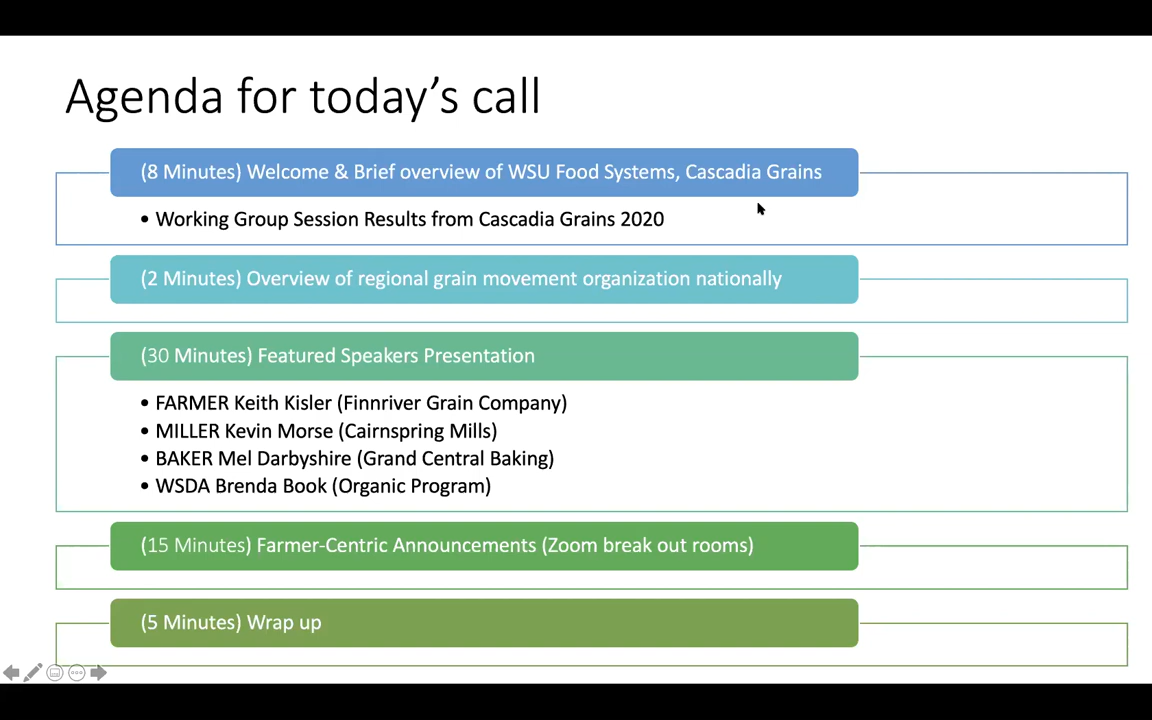 Agenda for today’s call
(8 Minutes) Welcome & Brief overview of WSU Food Systems, Cascadia Grains
• Working Group Session Results from Cascadia Grains 2020
(2 Minutes) Overview of regional grain movement organization nationally
(30 Minutes) Featured Speakers Presentation
• FARMER Keith Kisler (Finnriver Grain Company)
• MILLER Kevin Morse (Cairnspring Mills)
• BAKER Mel Darbyshire (Grand Central Baking)
• WSDA Brenda Book (Organic Program)
(15 Minutes) Farmer-Centric Announcements (Zoom break out rooms)
(5 Minutes) Wrap up